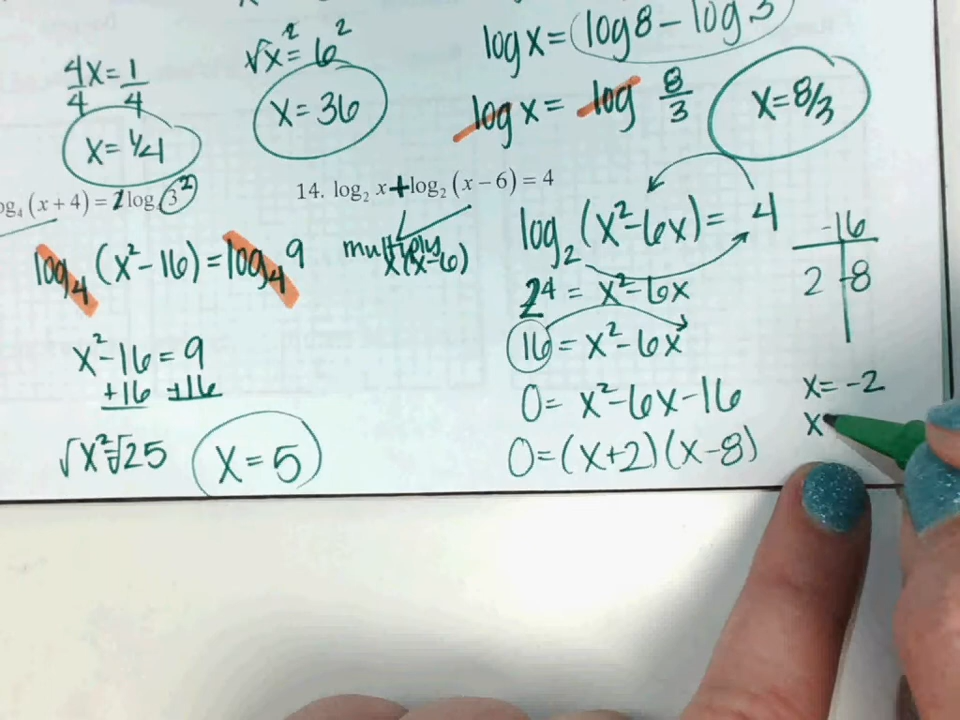 4x = 1
4 4
x = 1/4
√x² = 6²
x = 36
log x = (log 8 − log 3
log x = log 8/3
x = 8/3
og₄ (x + 4) = 2 log 3²
log₄ (x² − 16) = log₄ 9
x² − 16 = 9
+16 +16
√x² = √25
x = 5
14. log₂ x + log₂ (x − 6) = 4
multiply
x(x−6)
log₂ (x² − 6x) = 4
2⁴ = x² − 6x
16 = x² − 6x
0 = x² − 6x − 16
0 = (x+2)(x−8)
−16
2 −8
x = −2
x